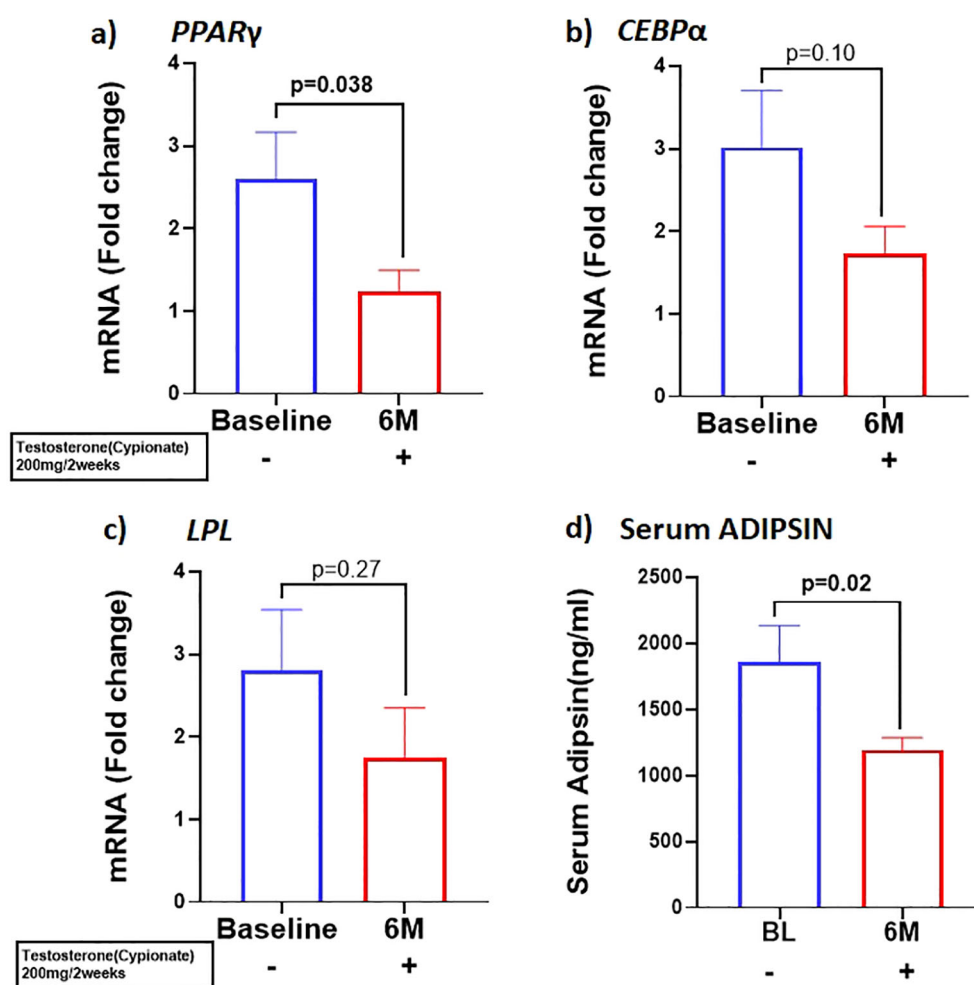 a) PPARγ
p=0.038
mRNA (Fold change)
4
3
2
1
0
Baseline 6M
Testosterone(Cypionate)
200mg/2weeks
- +
b) CEBPα
p=0.10
mRNA (Fold change)
4
3
2
1
0
Baseline 6M
- +
c) LPL
p=0.27
mRNA (Fold change)
4
3
2
1
0
Baseline 6M
Testosterone(Cypionate)
200mg/2weeks
- +
d) Serum ADIPSIN
p=0.02
Serum Adipsin(ng/ml)
2500
2000
1500
1000
500
0
BL 6M
- +